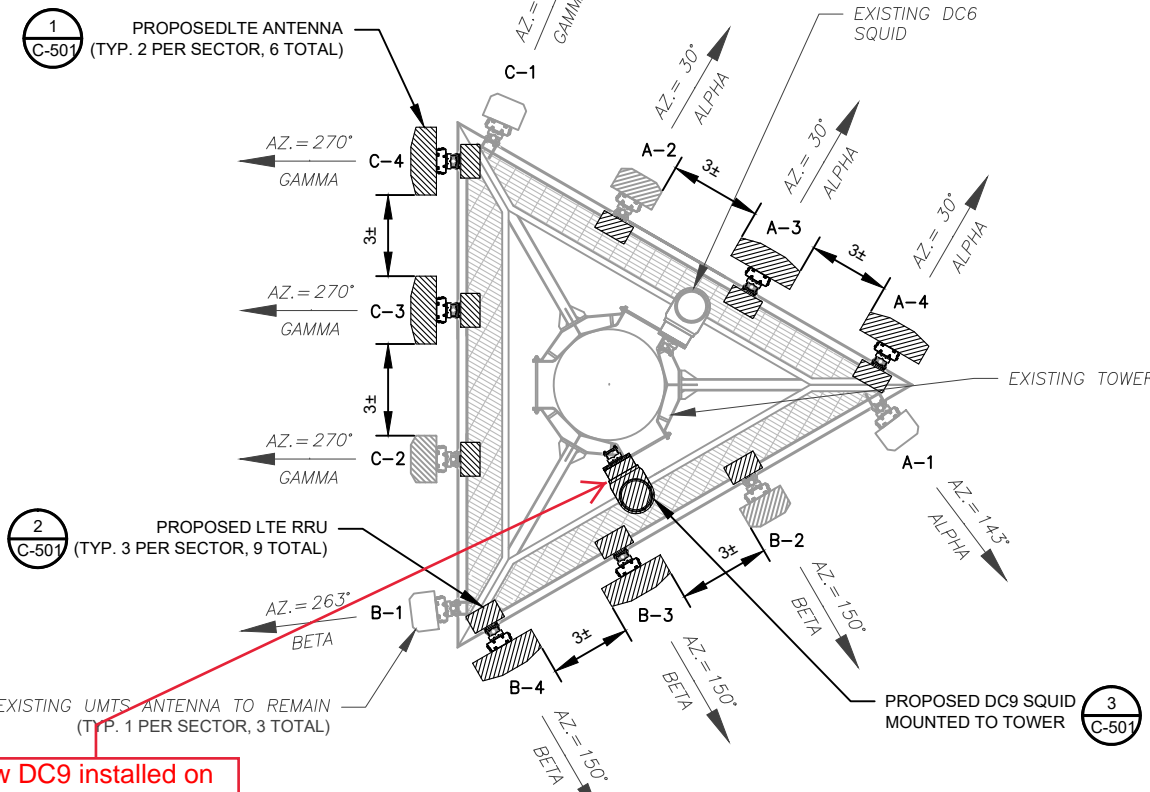 1
C-501
PROPOSEDLTE ANTENNA
(TYP. 2 PER SECTOR, 6 TOTAL)
AZ.=
GAMMA
EXISTING DC6
SQUID
C-1
AZ.= 30°
ALPHA
AZ.= 270°
C-4
GAMMA
A-2
3±
AZ.= 30°
ALPHA
A-3
3±
AZ.= 30°
ALPHA
3±
AZ.= 270°
C-3
GAMMA
A-4
3±
EXISTING TOWER
AZ.= 270°
C-2
GAMMA
A-1
AZ.=143°
ALPHA
2
C-501
PROPOSED LTE RRU
(TYP. 3 PER SECTOR, 9 TOTAL)
B-2
3±
AZ.=150°
BETA
AZ.=263°
B-1
BETA
B-3
3±
AZ.=150°
BETA
B-4
EXISTING UMTS ANTENNA TO REMAIN
(TYP. 1 PER SECTOR, 3 TOTAL)
AZ.=150°
BETA
PROPOSED DC9 SQUID
MOUNTED TO TOWER
3
C-501
DC9 installed on